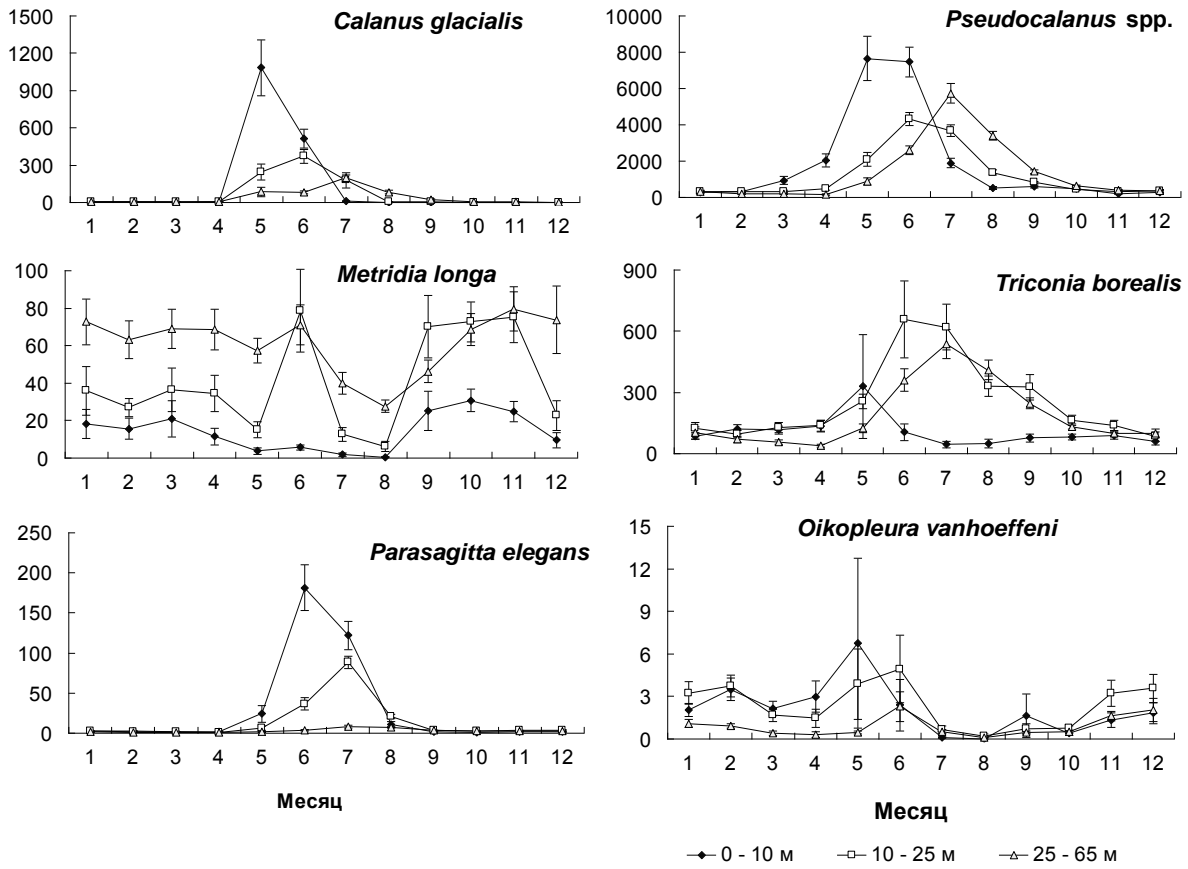 Calanus glacialis
1500
1200
900
600
300
0
1 2 3 4 5 6 7 8 9 10 11 12
Pseudocalanus spp.
10000
8000
6000
4000
2000
0
1 2 3 4 5 6 7 8 9 10 11 12
Metridia longa
100
80
60
40
20
0
1 2 3 4 5 6 7 8 9 10 11 12
Triconia borealis
900
600
300
0
1 2 3 4 5 6 7 8 9 10 11 12
Parasagitta elegans
250
200
150
100
50
0
1 2 3 4 5 6 7 8 9 10 11 12
Месяц
Oikopleura vanhoeffeni
15
12
9
6
3
0
1 2 3 4 5 6 7 8 9 10 11 12
Месяц
0 - 10 м 10 - 25 м 25 - 65 м